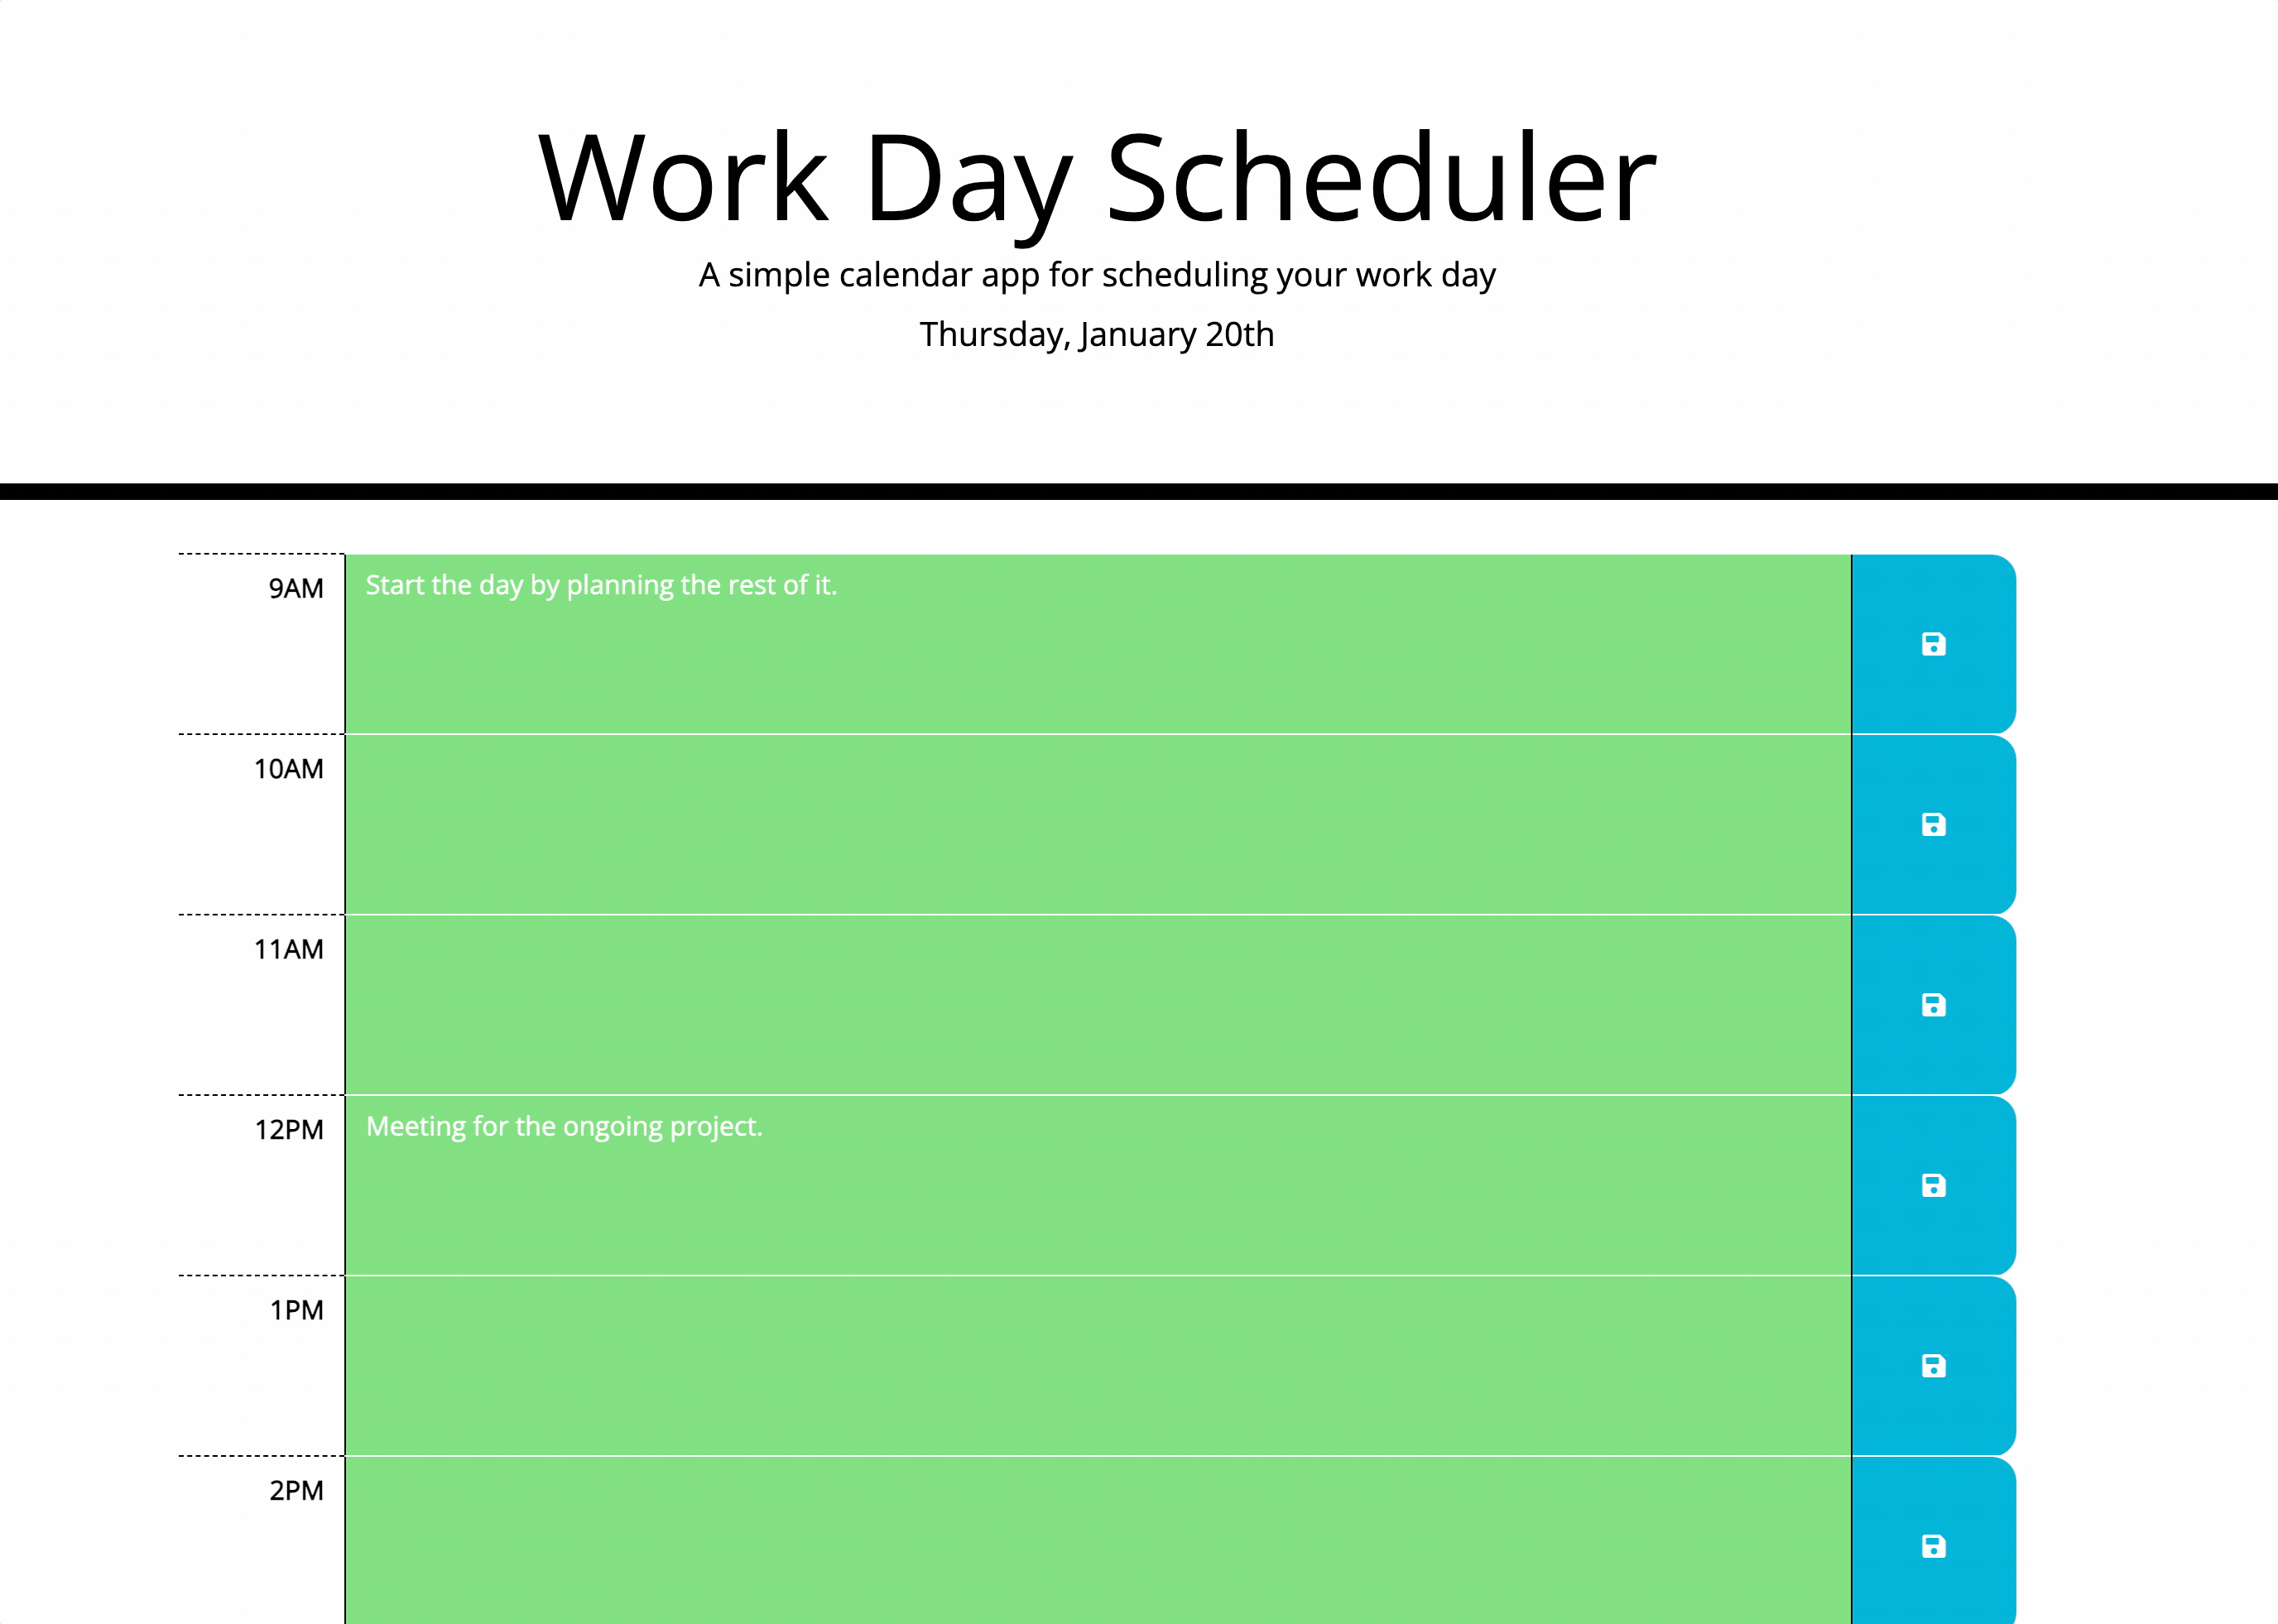 Work Day Scheduler
A simple calendar app for scheduling your work day
Thursday, January 20th
9AM
Start the day by planning the rest of it.
10AM
11AM
12PM
Meeting for the ongoing project.
1PM
2PM